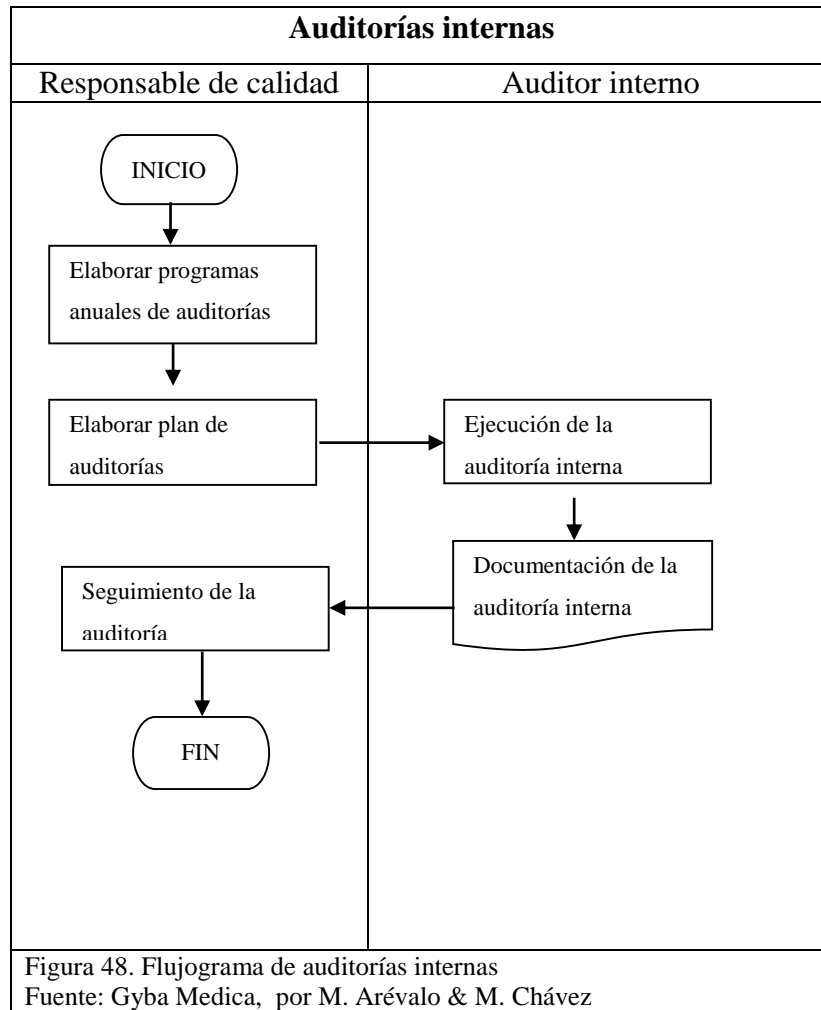 Auditorías internas
Responsable de calidad
Auditor interno
INICIO
Elaborar programas
anuales de auditorías
Elaborar plan de
auditorías
Ejecución de la
auditoría interna
Documentación de la
auditoría interna
Seguimiento de la
auditoría
FIN
Figura 48. Flujograma de auditorías internas
Fuente: Gyba Medica, por M. Arévalo & M. Chávez